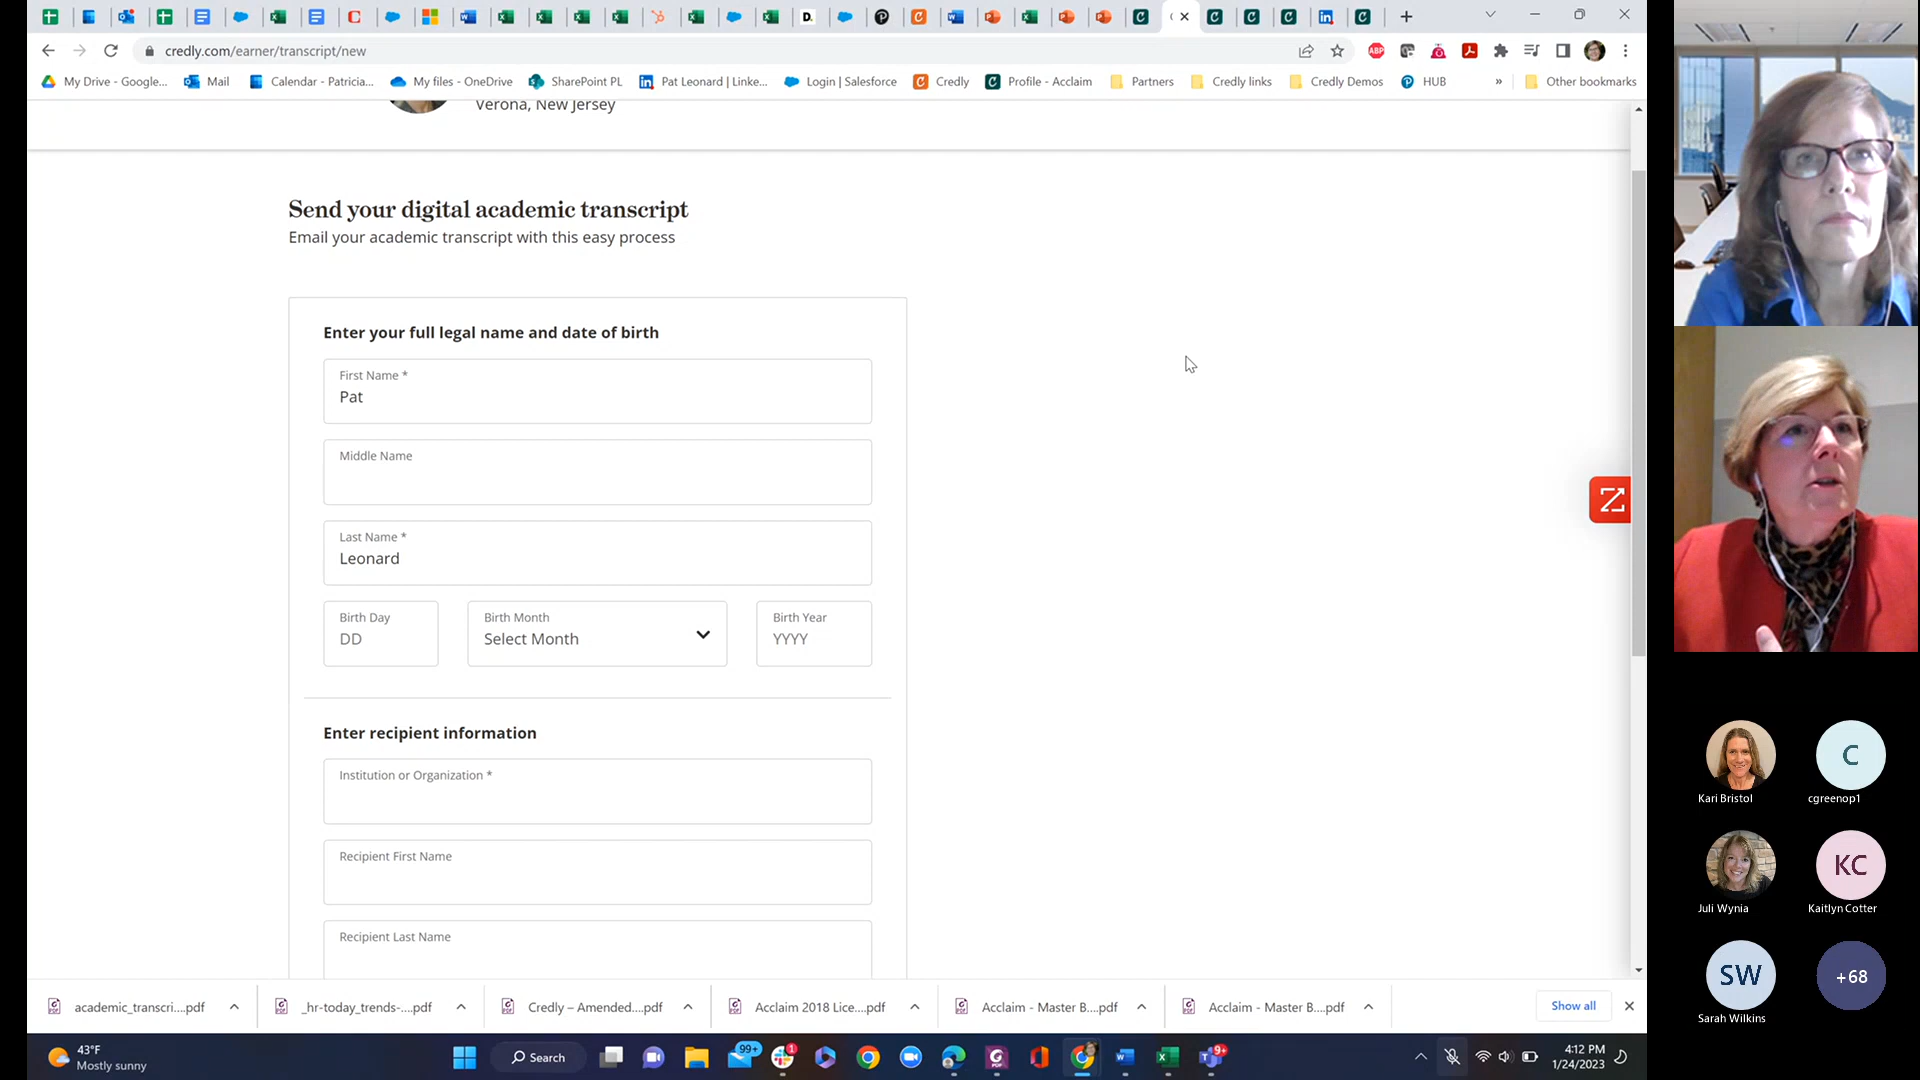 credly.com/earner/transcript/new
ABP
My Drive - Google...
Mail
Calendar - Patricia...
My files - OneDrive
SharePoint PL
Pat Leonard | Linke...
Login | Salesforce
Credly
Profile - Acclaim
Partners
Credly links
Credly Demos
HUB
»
Other bookmarks
Verona, New Jersey
Send your digital academic transcript
Email your academic transcript with this easy process
Enter your full legal name and date of birth
First Name *
Pat
Middle Name
Last Name *
Leonard
Birth Day
DD
Birth Month
Select Month
Birth Year
YYYY
Enter recipient information
Institution or Organization *
Recipient First Name
Recipient Last Name
C
Kari Bristol
cgreenop1
KC
Juli Wynia
Kaitlyn Cotter
SW
+68
Sarah Wilkins
academic_transcri....pdf
_hr-today_trends-....pdf
Credly – Amended....pdf
Acclaim 2018 Lice....pdf
Acclaim - Master B....pdf
Acclaim - Master B....pdf
Show all
43°F
Mostly sunny
Search
99+
1
9+
4:12 PM
1/24/2023